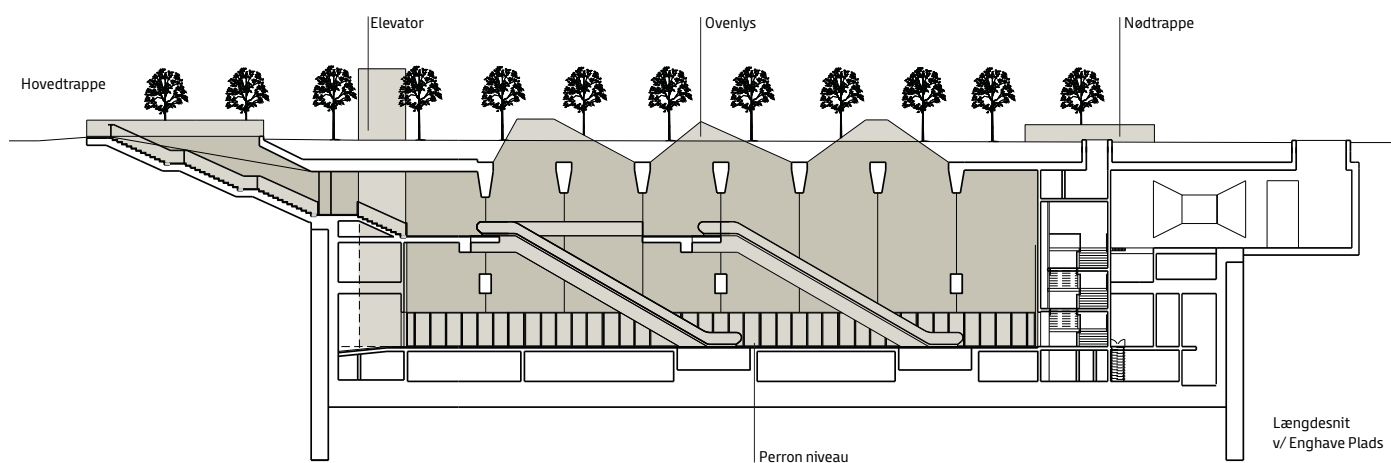 Elevator
Ovenlys
Nødtrappe
Hovedtrappe
Længdesnit
v/ Enghave Plads
Perron niveau